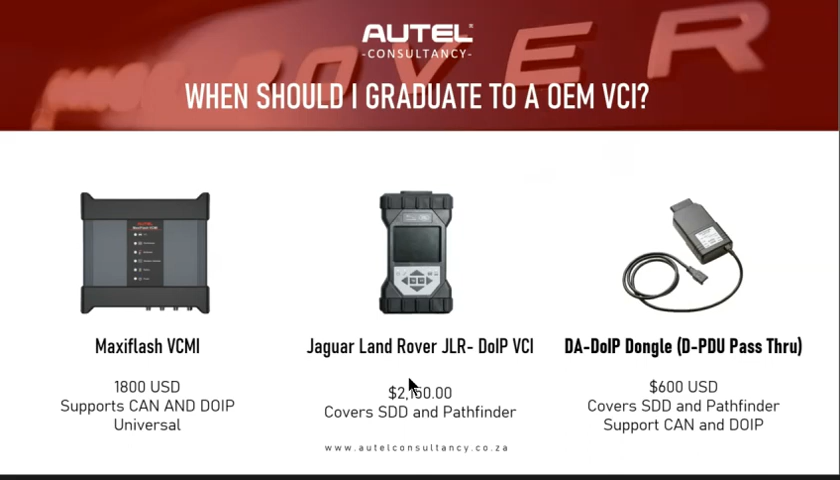 OVER
AUTEL
-CONSULTANCY-
WHEN SHOULD I GRADUATE TO A OEM VCI?
AUTEL
Maxiflash VCMI
1800 USD
Supports CAN AND DOIP
Universal
Jaguar Land Rover JLR- DoIP VCI
Covers SDD and Pathfinder
DA-DoIP Dongle (D-PDU Pass Thru)
$600 USD
Covers SDD and Pathfinder
Support CAN and DOIP
www.autelconsultancy.co.za